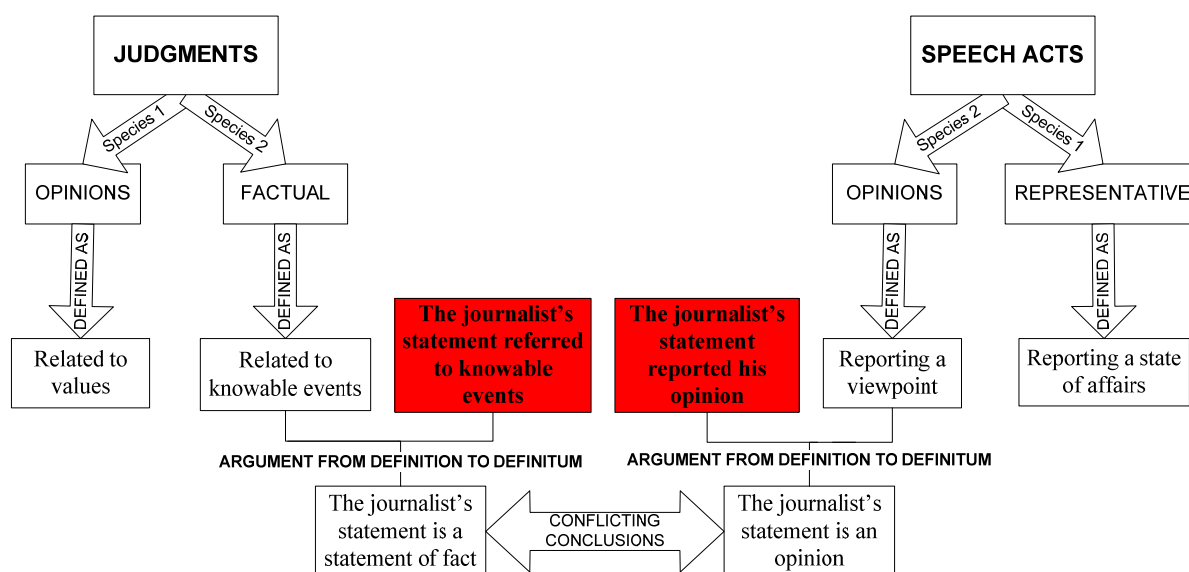 JUDGMENTS
SPEECH ACTS
Species 1
Species 2
Species 2
Species 1
OPINIONS
FACTUAL
OPINIONS
REPRESENTATIVE
DEFINED AS
DEFINED AS
DEFINED AS
DEFINED AS
Related to
values
Related to
knowable events
The journalist's
statement referred
to knowable
events
The journalist's
statement
reported his
opinion
Reporting a
viewpoint
Reporting a state
of affairs
ARGUMENT FROM DEFINITION TO DEFINITUM
ARGUMENT FROM DEFINITION TO DEFINITUM
The journalist's
statement is a
statement of fact
CONFLICTING
CONCLUSIONS
The journalist's
statement is an
opinion